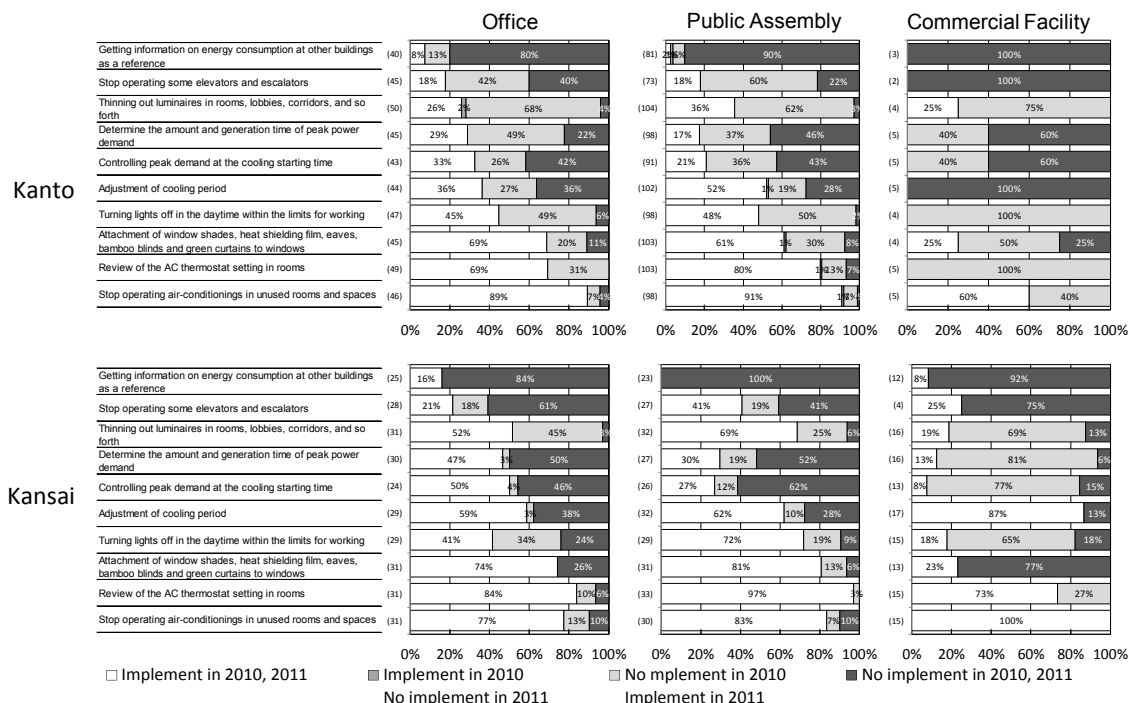 Office Public Assembly Commercial Facility
Kanto
Getting information on energy consumption at other buildings
as a reference
(40) 8% 13% 80% (81) 90% (3) 100%
Stop operating some elevators and escalators (45) 18% 42% 40% (73) 18% 60% 22% (2) 100%
Thinning out luminaires in rooms, lobbies, corridors, and so
forth
(50) 26% 2% 68% 4% (104) 36% 62% 3% (4) 25% 75%
Determine the amount and generation time of peak power
demand
(45) 29% 49% 22% (98) 17% 37% 46% (5) 40% 60%
Controlling peak demand at the cooling starting time (43) 33% 26% 42% (91) 21% 36% 43% (5) 40% 60%
Adjustment of cooling period (44) 36% 27% 36% (102) 52% 1% 19% 28% (5) 100%
Turning lights off in the daytime within the limits for working (47) 45% 49% 6% (98) 48% 50% 2% (4) 100%
Attachment of window shades, heat shielding film, eaves,
bamboo blinds and green curtains to windows
(45) 69% 20% 11% (103) 61% 1% 30% 8% (4) 25% 50% 25%
Review of the AC thermostat setting in rooms (49) 69% 31% (103) 80% 1% 13% 7% (5) 100%
Stop operating air-conditionings in unused rooms and spaces (46) 89% 7% 4% (98) 91% 1% (5) 60% 40%
0% 20% 40% 60% 80% 100% 0% 20% 40% 60% 80% 100% 0% 20% 40% 60% 80% 100%
Kansai
Getting information on energy consumption at other buildings
as a reference
(25) 16% 84% (23) 100% (12) 8% 92%
Stop operating some elevators and escalators (28) 21% 18% 61% (27) 41% 19% 41% (4) 25% 75%
Thinning out luminaires in rooms, lobbies, corridors, and so
forth
(31) 52% 45% 3% (32) 69% 25% 6% (16) 19% 69% 13%
Determine the amount and generation time of peak power
demand
(30) 47% 3% 50% (27) 30% 19% 52% (16) 13% 81% 6%
Controlling peak demand at the cooling starting time (24) 50% 4% 46% (26) 27% 12% 62% (13) 8% 77% 15%
Adjustment of cooling period (29) 59% 3% 38% (32) 62% 10% 28% (17) 87% 13%
Turning lights off in the daytime within the limits for working (29) 41% 34% 24% (29) 72% 19% 9% (15) 18% 65% 18%
Attachment of window shades, heat shielding film, eaves,
bamboo blinds and green curtains to windows
(31) 74% 26% (31) 81% 13% 6% (13) 23% 77%
Review of the AC thermostat setting in rooms (31) 84% 10% 6% (33) 97% 3% (15) 73% 27%
Stop operating air-conditionings in unused rooms and spaces (31) 77% 13% 10% (30) 83% 7% 10% (15) 100%
0% 20% 40% 60% 80% 100% 0% 20% 40% 60% 80% 100% 0% 20% 40% 60% 80% 100%
Implement in 2010, 2011 Implement in 2010 No mplement in 2010 No implement in 2010, 2011
No implement in 2011 Implement in 2011